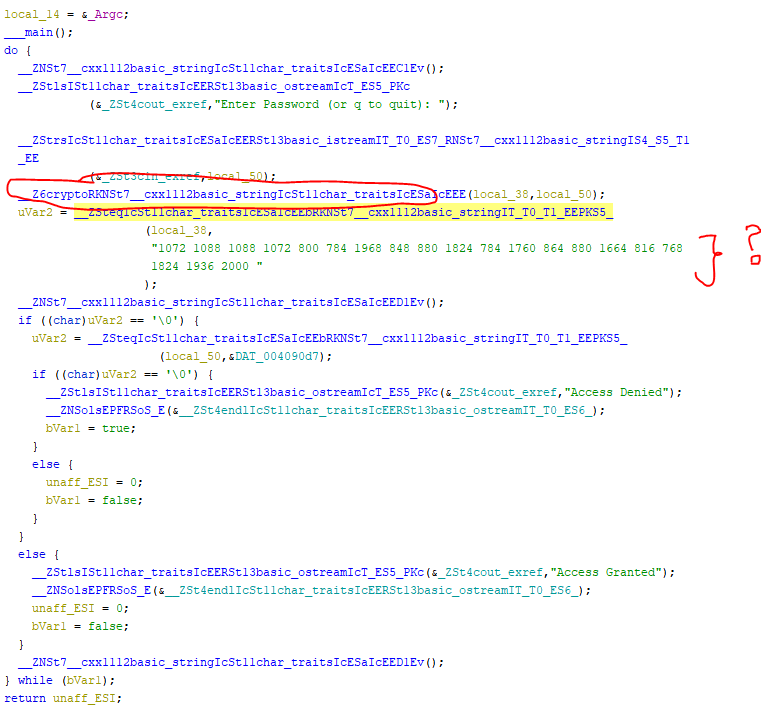 local_14 = &_Argc;
___main();
do {
__ZNSt7__cxx1112basic_stringIcSt11char_traitsIcESaIcEEC1Ev();
__ZStlsISt11char_traitsIcEERSt13basic_ostreamIcT_ES5_PKc
(&_ZSt4cout_exref,"Enter Password (or q to quit): ");
__ZStrsIcSt11char_traitsIcESaIcEERSt13basic_istreamIT_T0_ES7_RNSt7__cxx1112basic_stringIS4_S5_T1
_EE
(&_ZSt3cin_exref,local_50);
__Z6cryptoRKNSt7__cxx1112basic_stringIcSt11char_traitsIcESaIcEEE(local_38,local_50);
uVar2 = __ZSteqIcSt11char_traitsIcESaIcEEbRKNSt7__cxx1112basic_stringIT_T0_T1_EEPKS5_
(local_38,
"1072 1088 1088 1072 800 784 1968 848 880 1824 784 1760 864 880 1664 816 768
1824 1936 2000 "
);
?
__ZNSt7__cxx1112basic_stringIcSt11char_traitsIcESaIcEED1Ev();
if ((char)uVar2 == '\0') {
uVar2 = __ZSteqIcSt11char_traitsIcESaIcEEbRKNSt7__cxx1112basic_stringIT_T0_T1_EEPKS5_
(local_50,&DAT_004090d7);
if ((char)uVar2 == '\0') {
__ZStlsISt11char_traitsIcEERSt13basic_ostreamIcT_ES5_PKc(&_ZSt4cout_exref,"Access Denied");
__ZNSolsEPFRSoS_E(&__ZSt4endlIcSt11char_traitsIcEERSt13basic_ostreamIT_T0_ES6_);
bVar1 = true;
}
else {
unaff_ESI = 0;
bVar1 = false;
}
}
else {
__ZStlsISt11char_traitsIcEERSt13basic_ostreamIcT_ES5_PKc(&_ZSt4cout_exref,"Access Granted");
__ZNSolsEPFRSoS_E(&__ZSt4endlIcSt11char_traitsIcEERSt13basic_ostreamIT_T0_ES6_);
unaff_ESI = 0;
bVar1 = false;
}
__ZNSt7__cxx1112basic_stringIcSt11char_traitsIcESaIcEED1Ev();
} while (bVar1);
return unaff_ESI;